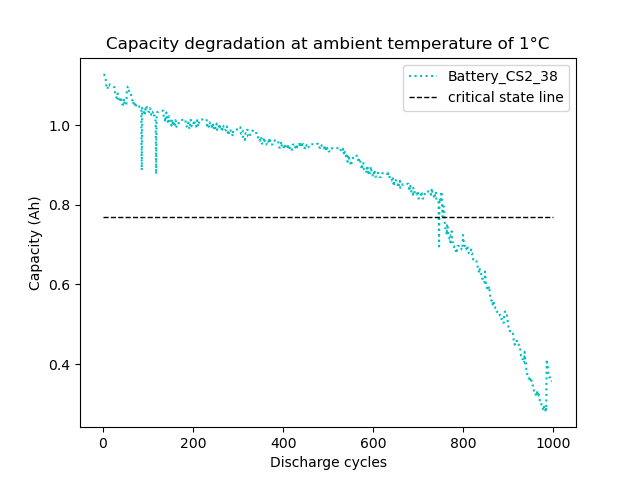 Capacity degradation at ambient temperature of 1°C
Battery_CS2_38
critical state line
Capacity (Ah)
1.0
0.8
0.6
0.4
0 200 400 600 800 1000
Discharge cycles